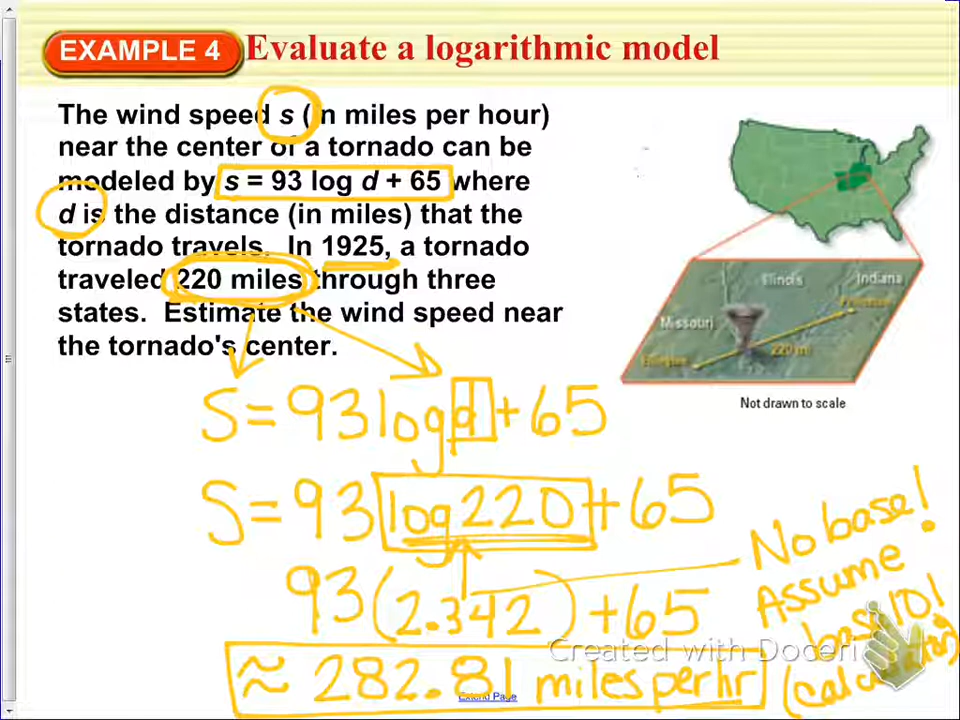 EXAMPLE 4 Evaluate a logarithmic model
The wind speed s (in miles per hour)
near the center of a tornado can be
modeled by s = 93 log d + 65 where
d is the distance (in miles) that the
tornado travels. In 1925, a tornado
traveled 220 miles through three
states. Estimate the wind speed near
the tornado's center.
Illinois
Indiana
Missouri
220 mi
Not drawn to scale
S = 93 log d + 65
S = 93 log 220 + 65
No base!
Assume
base 10!
(calculator)
93(2.342) + 65
≈ 282.81 miles per hr
Created with Doceri
Extend Page